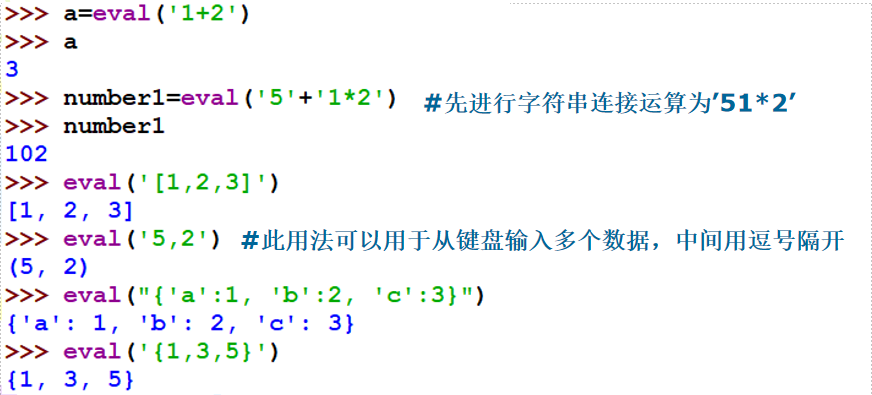 >>> a=eval('1+2')
>>> a
3
>>> number1=eval('5'+'1*2') #先进行字符串连接运算为’51*2’
>>> number1
102
>>> eval('[1,2,3]')
[1, 2, 3]
>>> eval('5,2') #此用法可以用于从键盘输入多个数据，中间用逗号隔开
(5, 2)
>>> eval("{'a':1, 'b':2, 'c':3}")
{'a': 1, 'b': 2, 'c': 3}
>>> eval('{1,3,5}')
{1, 3, 5}